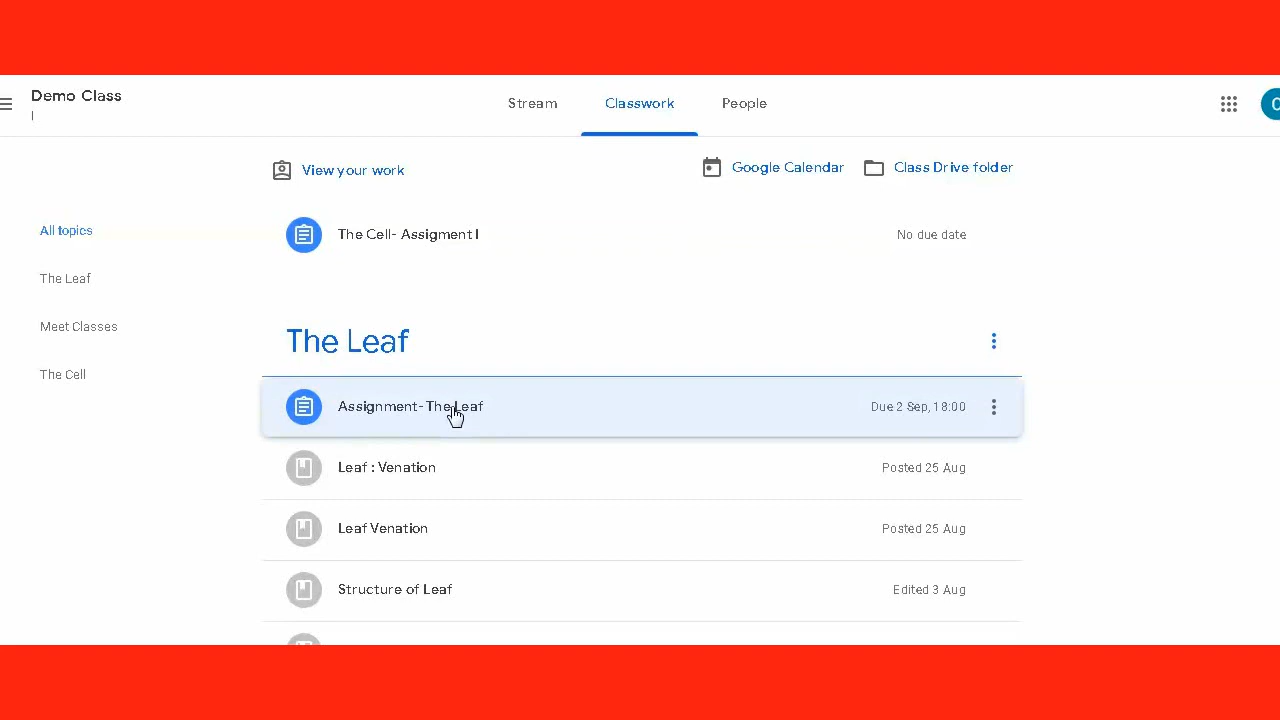 Demo Class
I
Stream
Classwork
People
View your work
Google Calendar
Class Drive folder
All topics
The Leaf
Meet Classes
The Cell
The Cell- Assigment I
No due date
The Leaf
Assignment- The Leaf
Due 2 Sep, 18:00
Leaf : Venation
Posted 25 Aug
Leaf Venation
Posted 25 Aug
Structure of Leaf
Edited 3 Aug